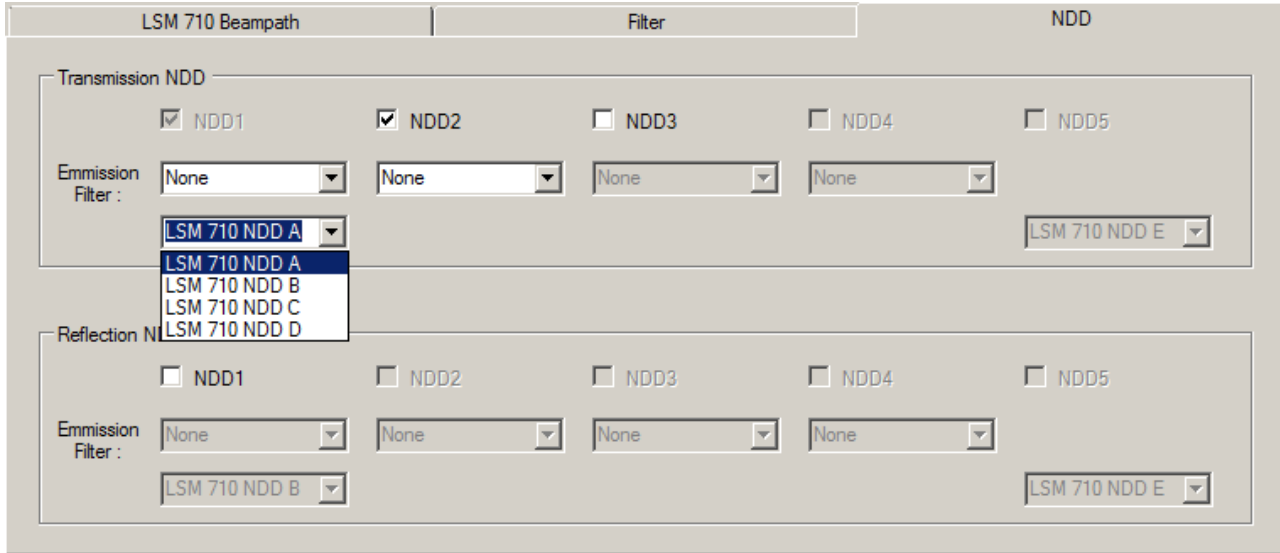 LSM 710 Beampath Filter NDD
Transmission NDD
NDD1 NDD2 NDD3 NDD4 NDD5
Emmission
Filter :
None None None None
LSM 710 NDD A LSM 710 NDD E
LSM 710 NDD A
LSM 710 NDD B
LSM 710 NDD C
LSM 710 NDD D
Reflection
NDD1 NDD2 NDD3 NDD4 NDD5
Emmission
Filter :
None None None None
LSM 710 NDD B LSM 710 NDD E